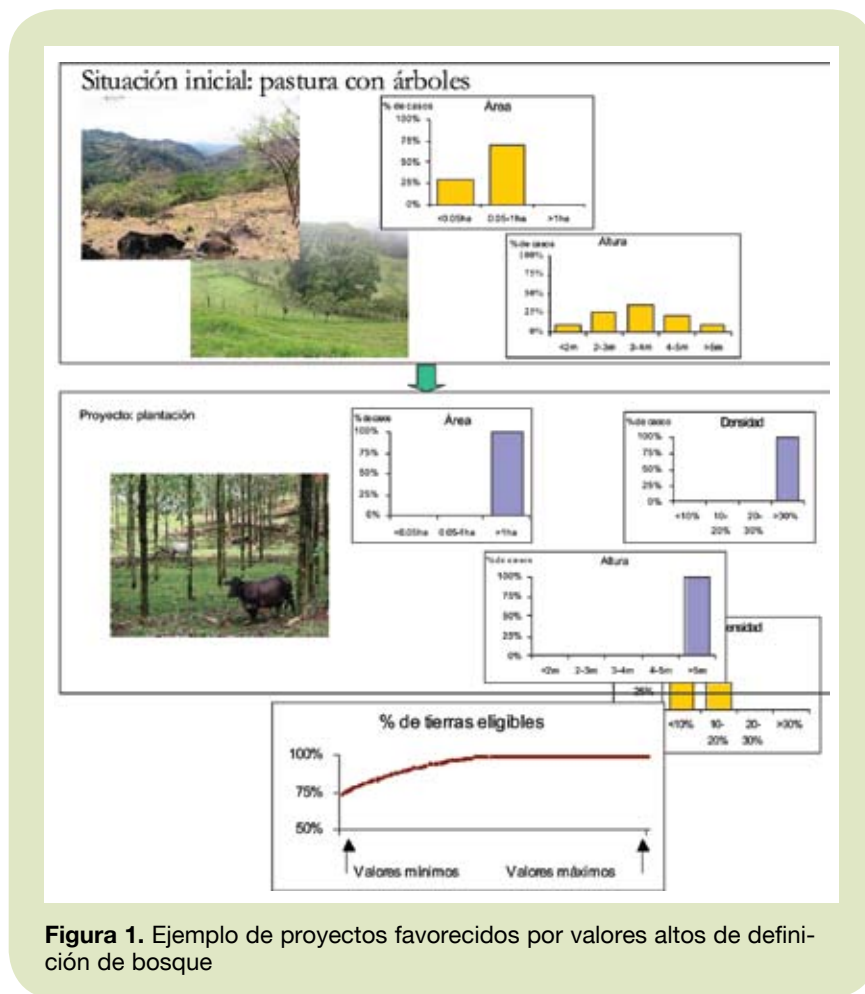 Situación inicial: pastura con árboles
% de casos
Área
100%
75%
50%
25%
0%
<0.05ha 0.05-1ha >1ha
% de casos
Altura
100%
75%
50%
25%
0%
<2m 2-3m 3-4m 4-5m >5m
Proyecto: plantación
% de casos
Área
100%
75%
50%
25%
0%
<0.05ha 0.05-1ha >1ha
% de casos
Densidad
100%
75%
50%
25%
0%
<10% 10- 20- >30%
20% 30%
% de casos
Altura
100%
75%
50%
25%
0%
<2m 2-3m 3-4m 4-5m >5m
ensidad
25%
<10% 10- 20- >30%
20% 30%
% de tierras eligibles
100%
75%
50%
Valores mínimos Valores máximos
Figura 1. Ejemplo de proyectos favorecidos por valores altos de defini-
ción de bosque